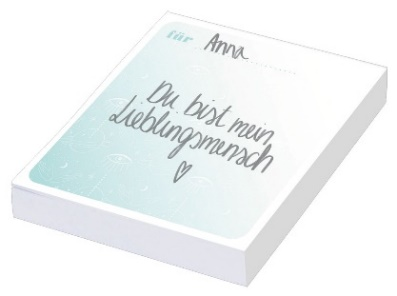 für Anna
Du bist mein
Lieblingsmensch
♡